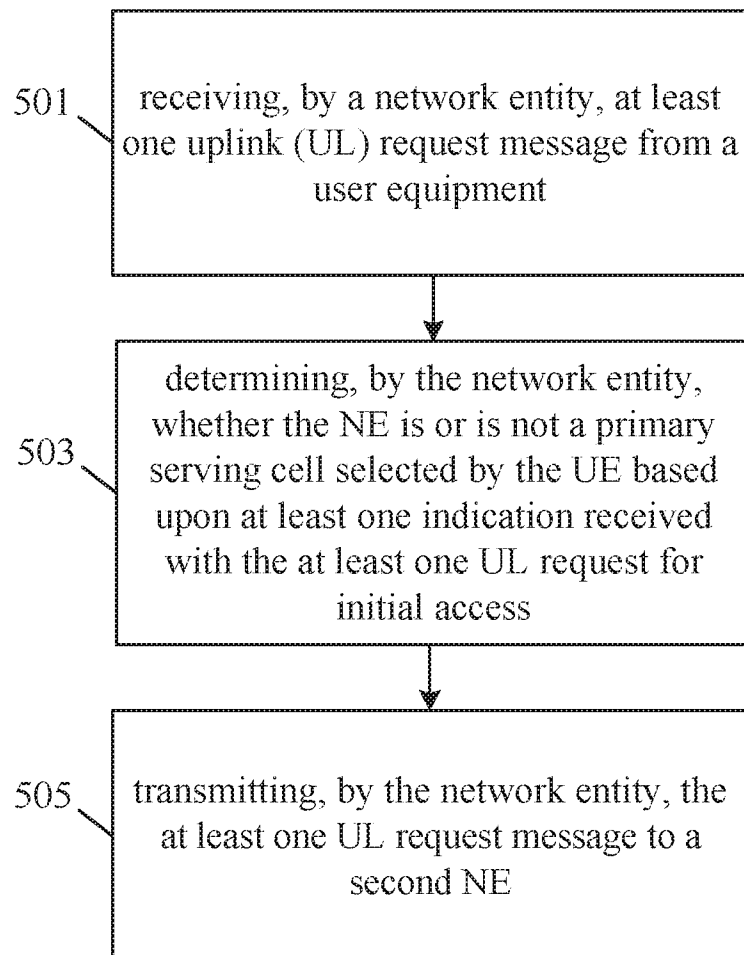 501
receiving, by a network entity, at least
one uplink (UL) request message from a
user equipment
503
determining, by the network entity,
whether the NE is or is not a primary
serving cell selected by the UE based
upon at least one indication received
with the at least one UL request for
initial access
505
transmitting, by the network entity, the
at least one UL request message to a
second NE